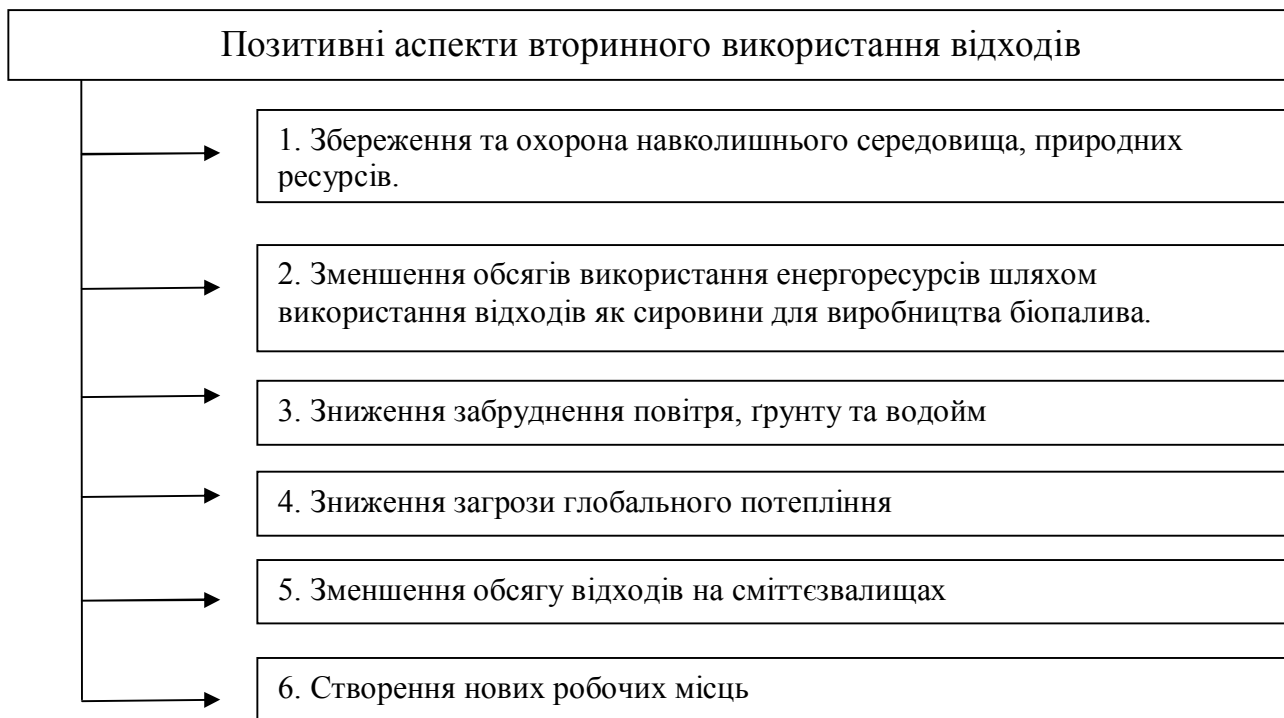 Позитивні аспекти вторинного використання відходів
1. Збереження та охорона навколишнього середовища, природних
ресурсів.
2. Зменшення обсягів використання енергоресурсів шляхом
використання відходів як сировини для виробництва біопалива.
3. Зниження забруднення повітря, ґрунту та водойм
4. Зниження загрози глобального потепління
5. Зменшення обсягу відходів на сміттєзвалищах
6. Створення нових робочих місць